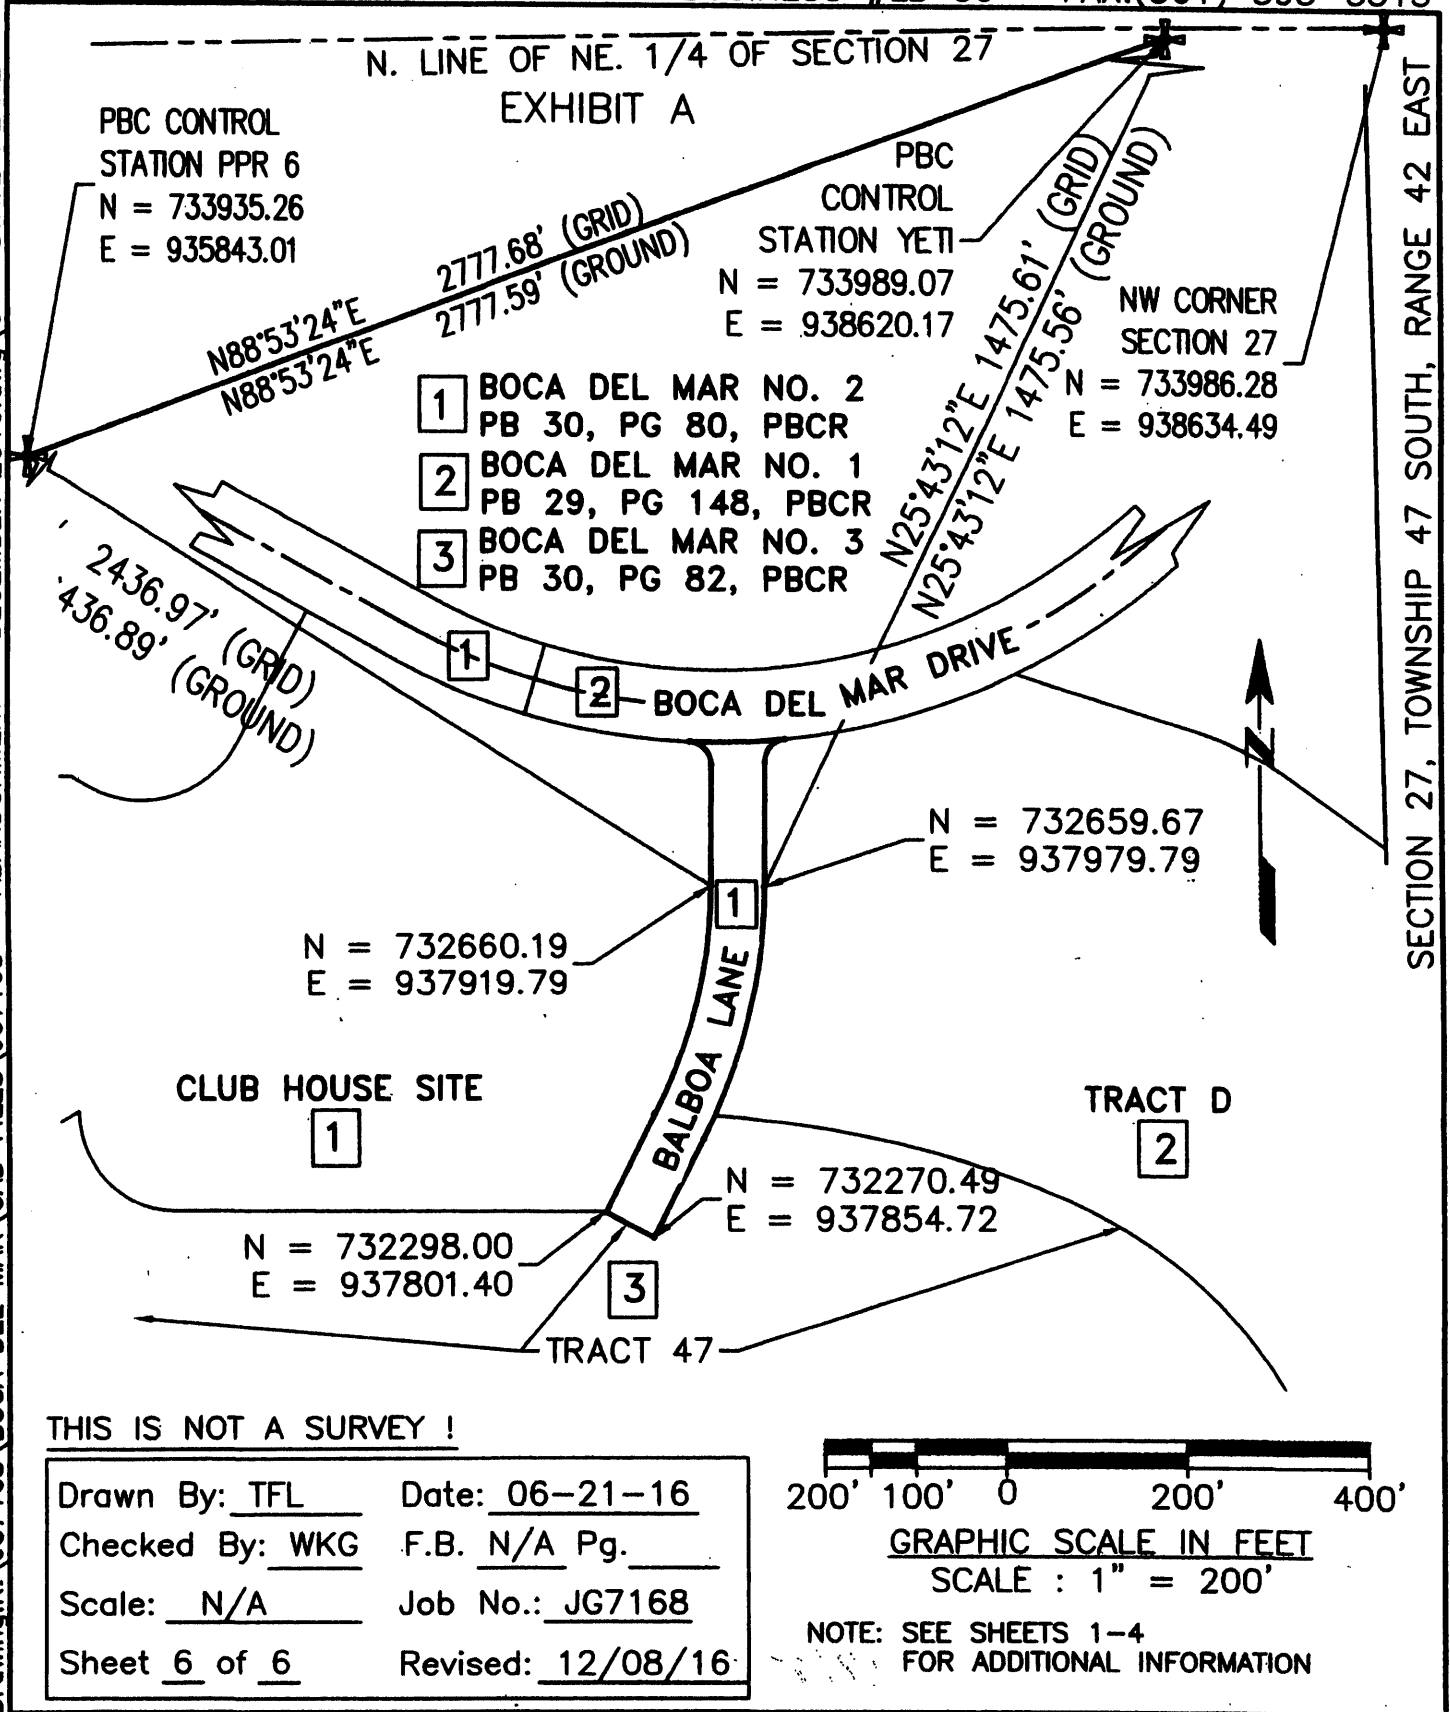 N. LINE OF NE. 1/4 OF SECTION 27
EXHIBIT A
PBC CONTROL
STATION PPR 6
N = 733935.26
E = 935843.01
PBC
CONTROL
STATION YETI
N = 733989.07
E = 938620.17
NW CORNER
SECTION 27
N = 733986.28
E = 938634.49
N88°53'24"E 2777.68' (GRID)
N88°53'24"E 2777.59' (GROUND)
N25°43'12"E 1475.61' (GRID)
N25°43'12"E 1475.56' (GROUND)
SECTION 27, TOWNSHIP 47 SOUTH, RANGE 42 EAST
1 BOCA DEL MAR NO. 2
PB 30, PG 80, PBCR
2 BOCA DEL MAR NO. 1
PB 29, PG 148, PBCR
3 BOCA DEL MAR NO. 3
PB 30, PG 82, PBCR
2436.97' (GRID)
436.89' (GROUND)
1
2
BOCA DEL MAR DRIVE
N
N = 732659.67
E = 937979.79
1
N = 732660.19
E = 937919.79
BALBOA LANE
CLUB HOUSE SITE
1
TRACT D
2
N = 732270.49
E = 937854.72
N = 732298.00
E = 937801.40
3
TRACT 47
THIS IS NOT A SURVEY !
Drawn By: TFL Date: 06-21-16
Checked By: WKG F.B. N/A Pg.
Scale: N/A Job No.: JG7168
Sheet 6 of 6 Revised: 12/08/16
200' 100' 0 200' 400'
GRAPHIC SCALE IN FEET
SCALE : 1" = 200'
NOTE: SEE SHEETS 1-4
FOR ADDITIONAL INFORMATION